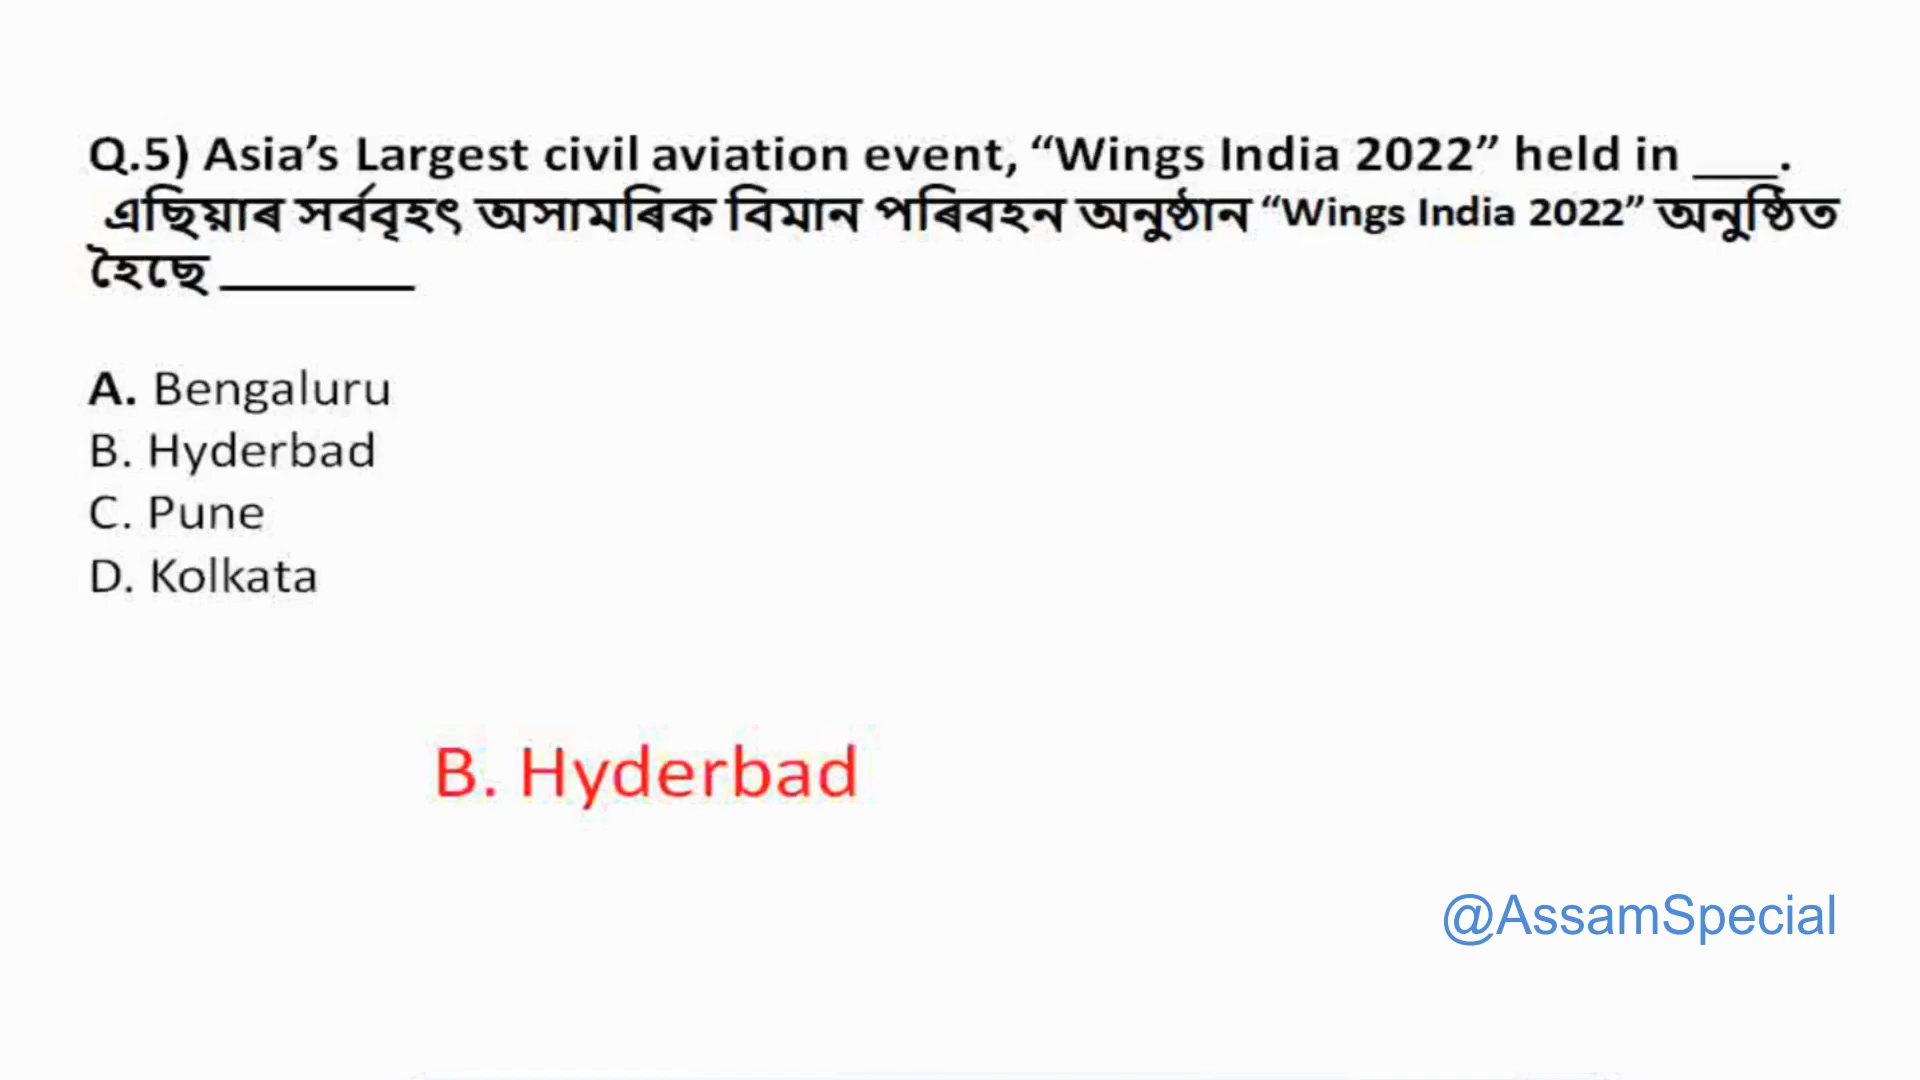 Q.5) Asia’s Largest civil aviation event, “Wings India 2022” held in ___.
এছিয়াৰ সৰ্ববৃহৎ অসামৰিক বিমান পৰিবহন অনুষ্ঠান “Wings India 2022” অনুষ্ঠিত
হৈছে ________
A. Bengaluru
B. Hyderbad
C. Pune
D. Kolkata
B. Hyderbad
@AssamSpecial